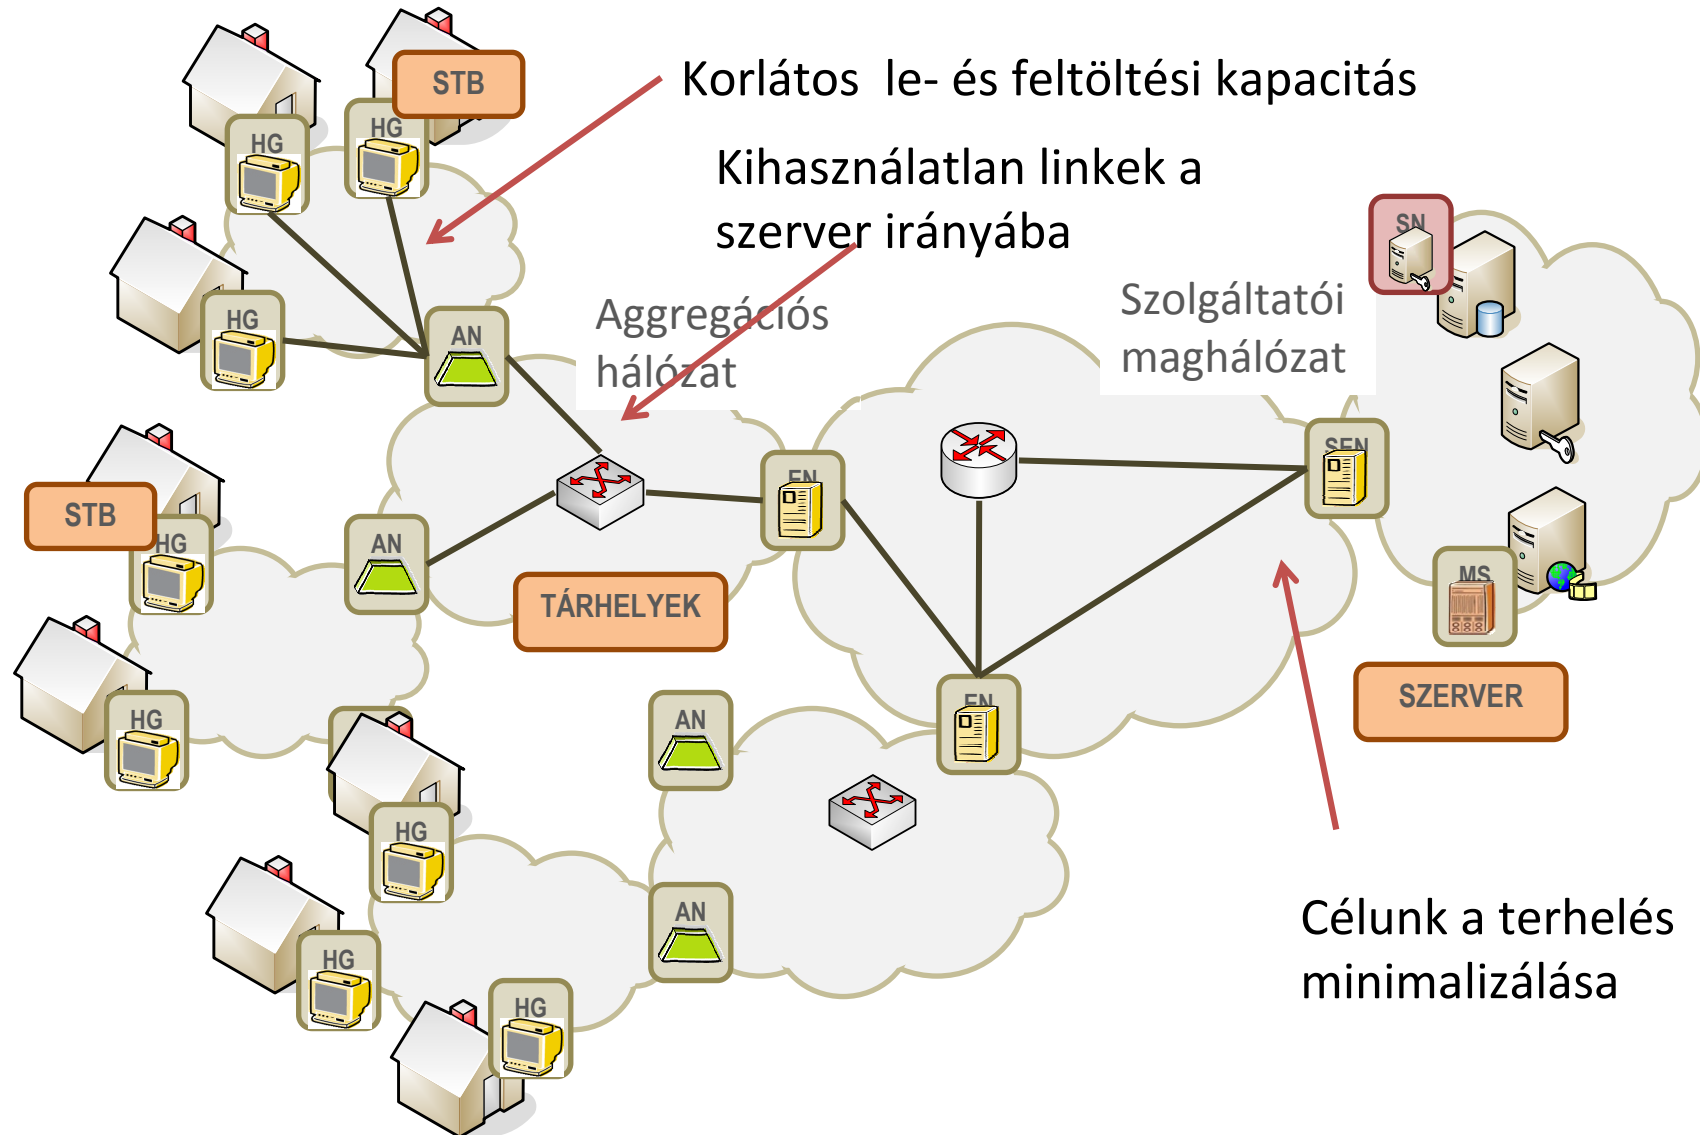 STB
Korlátos le- és feltöltési kapacitás
HG
HG
Kihasználatlan linkek a
szerver irányába
SN
HG
AN
Aggregációs
hálózat
Szolgáltatói
maghálózat
STB
HG
AN
EN
SEN
TÁRHELYEK
MS
SZERVER
HG
AN
EN
HG
AN
HG
HG
Célunk a terhelés
minimalizálása